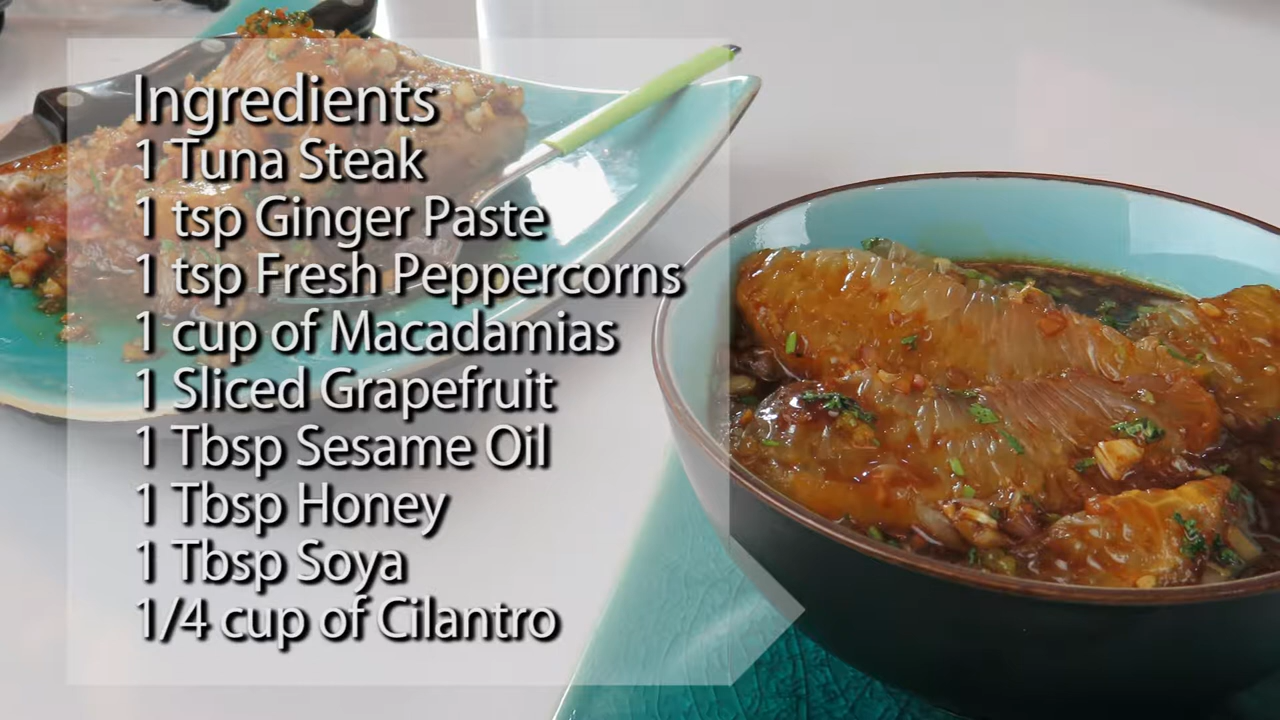 Ingredients
1 Tuna Steak
1 tsp Ginger Paste
1 tsp Fresh Peppercorns
1 cup of Macadamias
1 Sliced Grapefruit
1 Tbsp Sesame Oil
1 Tbsp Honey
1 Tbsp Soya
1/4 cup of Cilantro